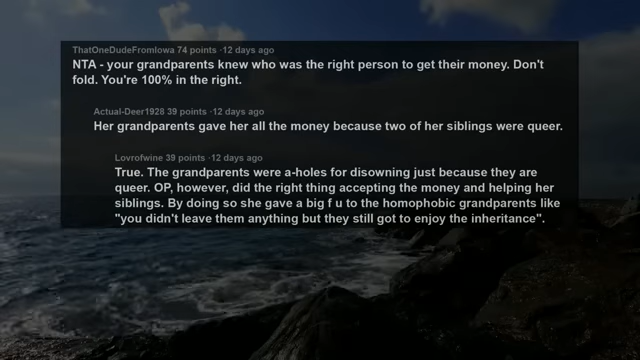 ThatOneDudeFromIowa 74 points ·12 days ago
NTA - your grandparents knew who was the right person to get their money. Don't
fold. You're 100% in the right.
Actual-Deer1928 39 points ·12 days ago
Her grandparents gave her all the money because two of her siblings were queer.
Lovrofwine 39 points ·12 days ago
True. The grandparents were a-holes for disowning just because they are
queer. OP, however, did the right thing accepting the money and helping her
siblings. By doing so she gave a big f u to the homophobic grandparents like
"you didn't leave them anything but they still got to enjoy the inheritance".